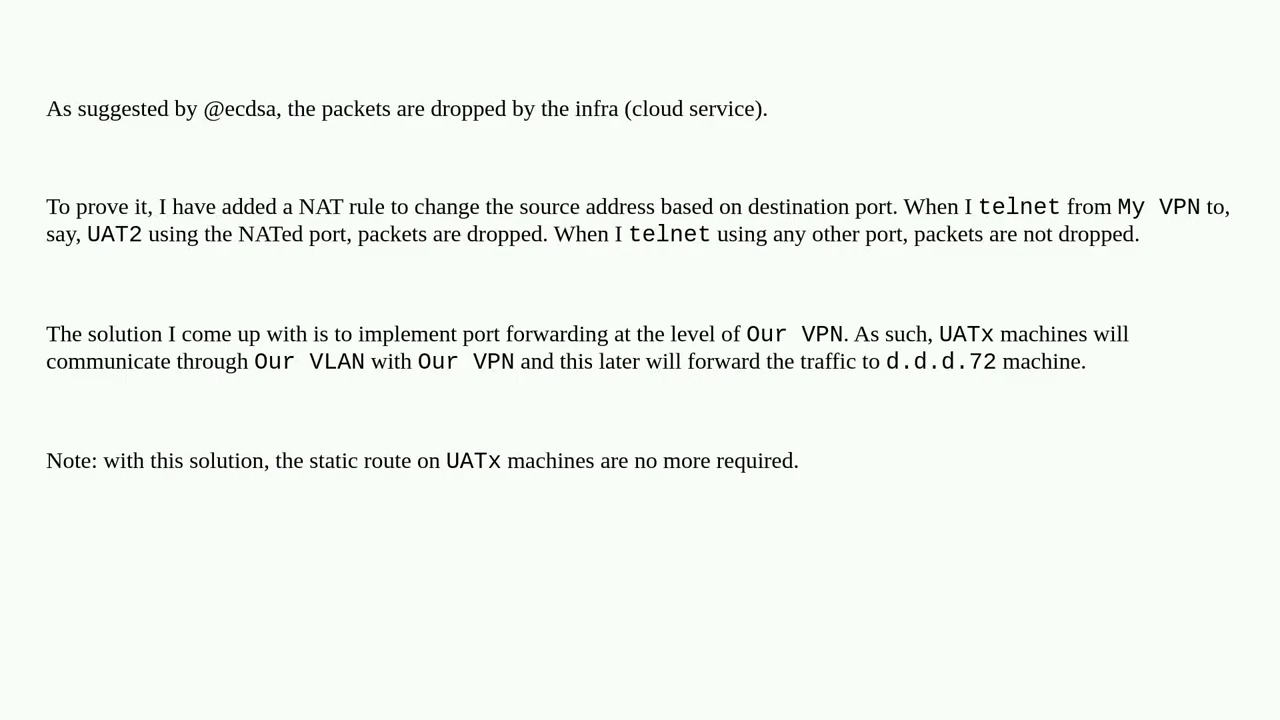 As suggested by @ecdsa, the packets are dropped by the infra (cloud service).
To prove it, I have added a NAT rule to change the source address based on destination port. When I telnet from My VPN to,
say, UAT2 using the NATed port, packets are dropped. When I telnet using any other port, packets are not dropped.
The solution I come up with is to implement port forwarding at the level of Our VPN. As such, UATx machines will
communicate through Our VLAN with Our VPN and this later will forward the traffic to d.d.d.72 machine.
Note: with this solution, the static route on UATx machines are no more required.